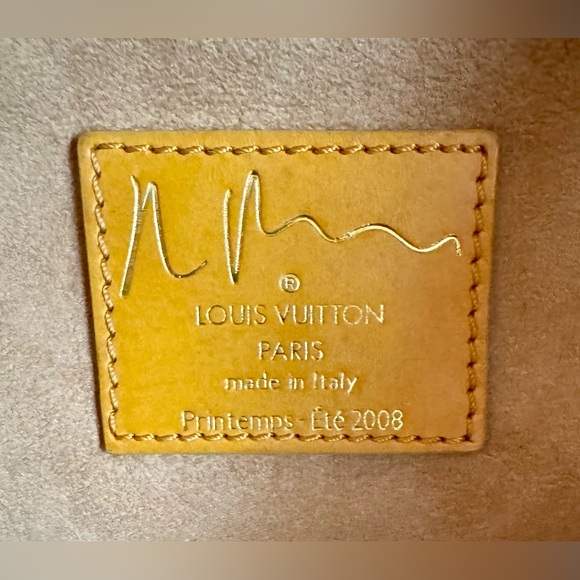 ®
LOUIS VUITTON
PARIS
made in Italy
Printemps - Été 2008